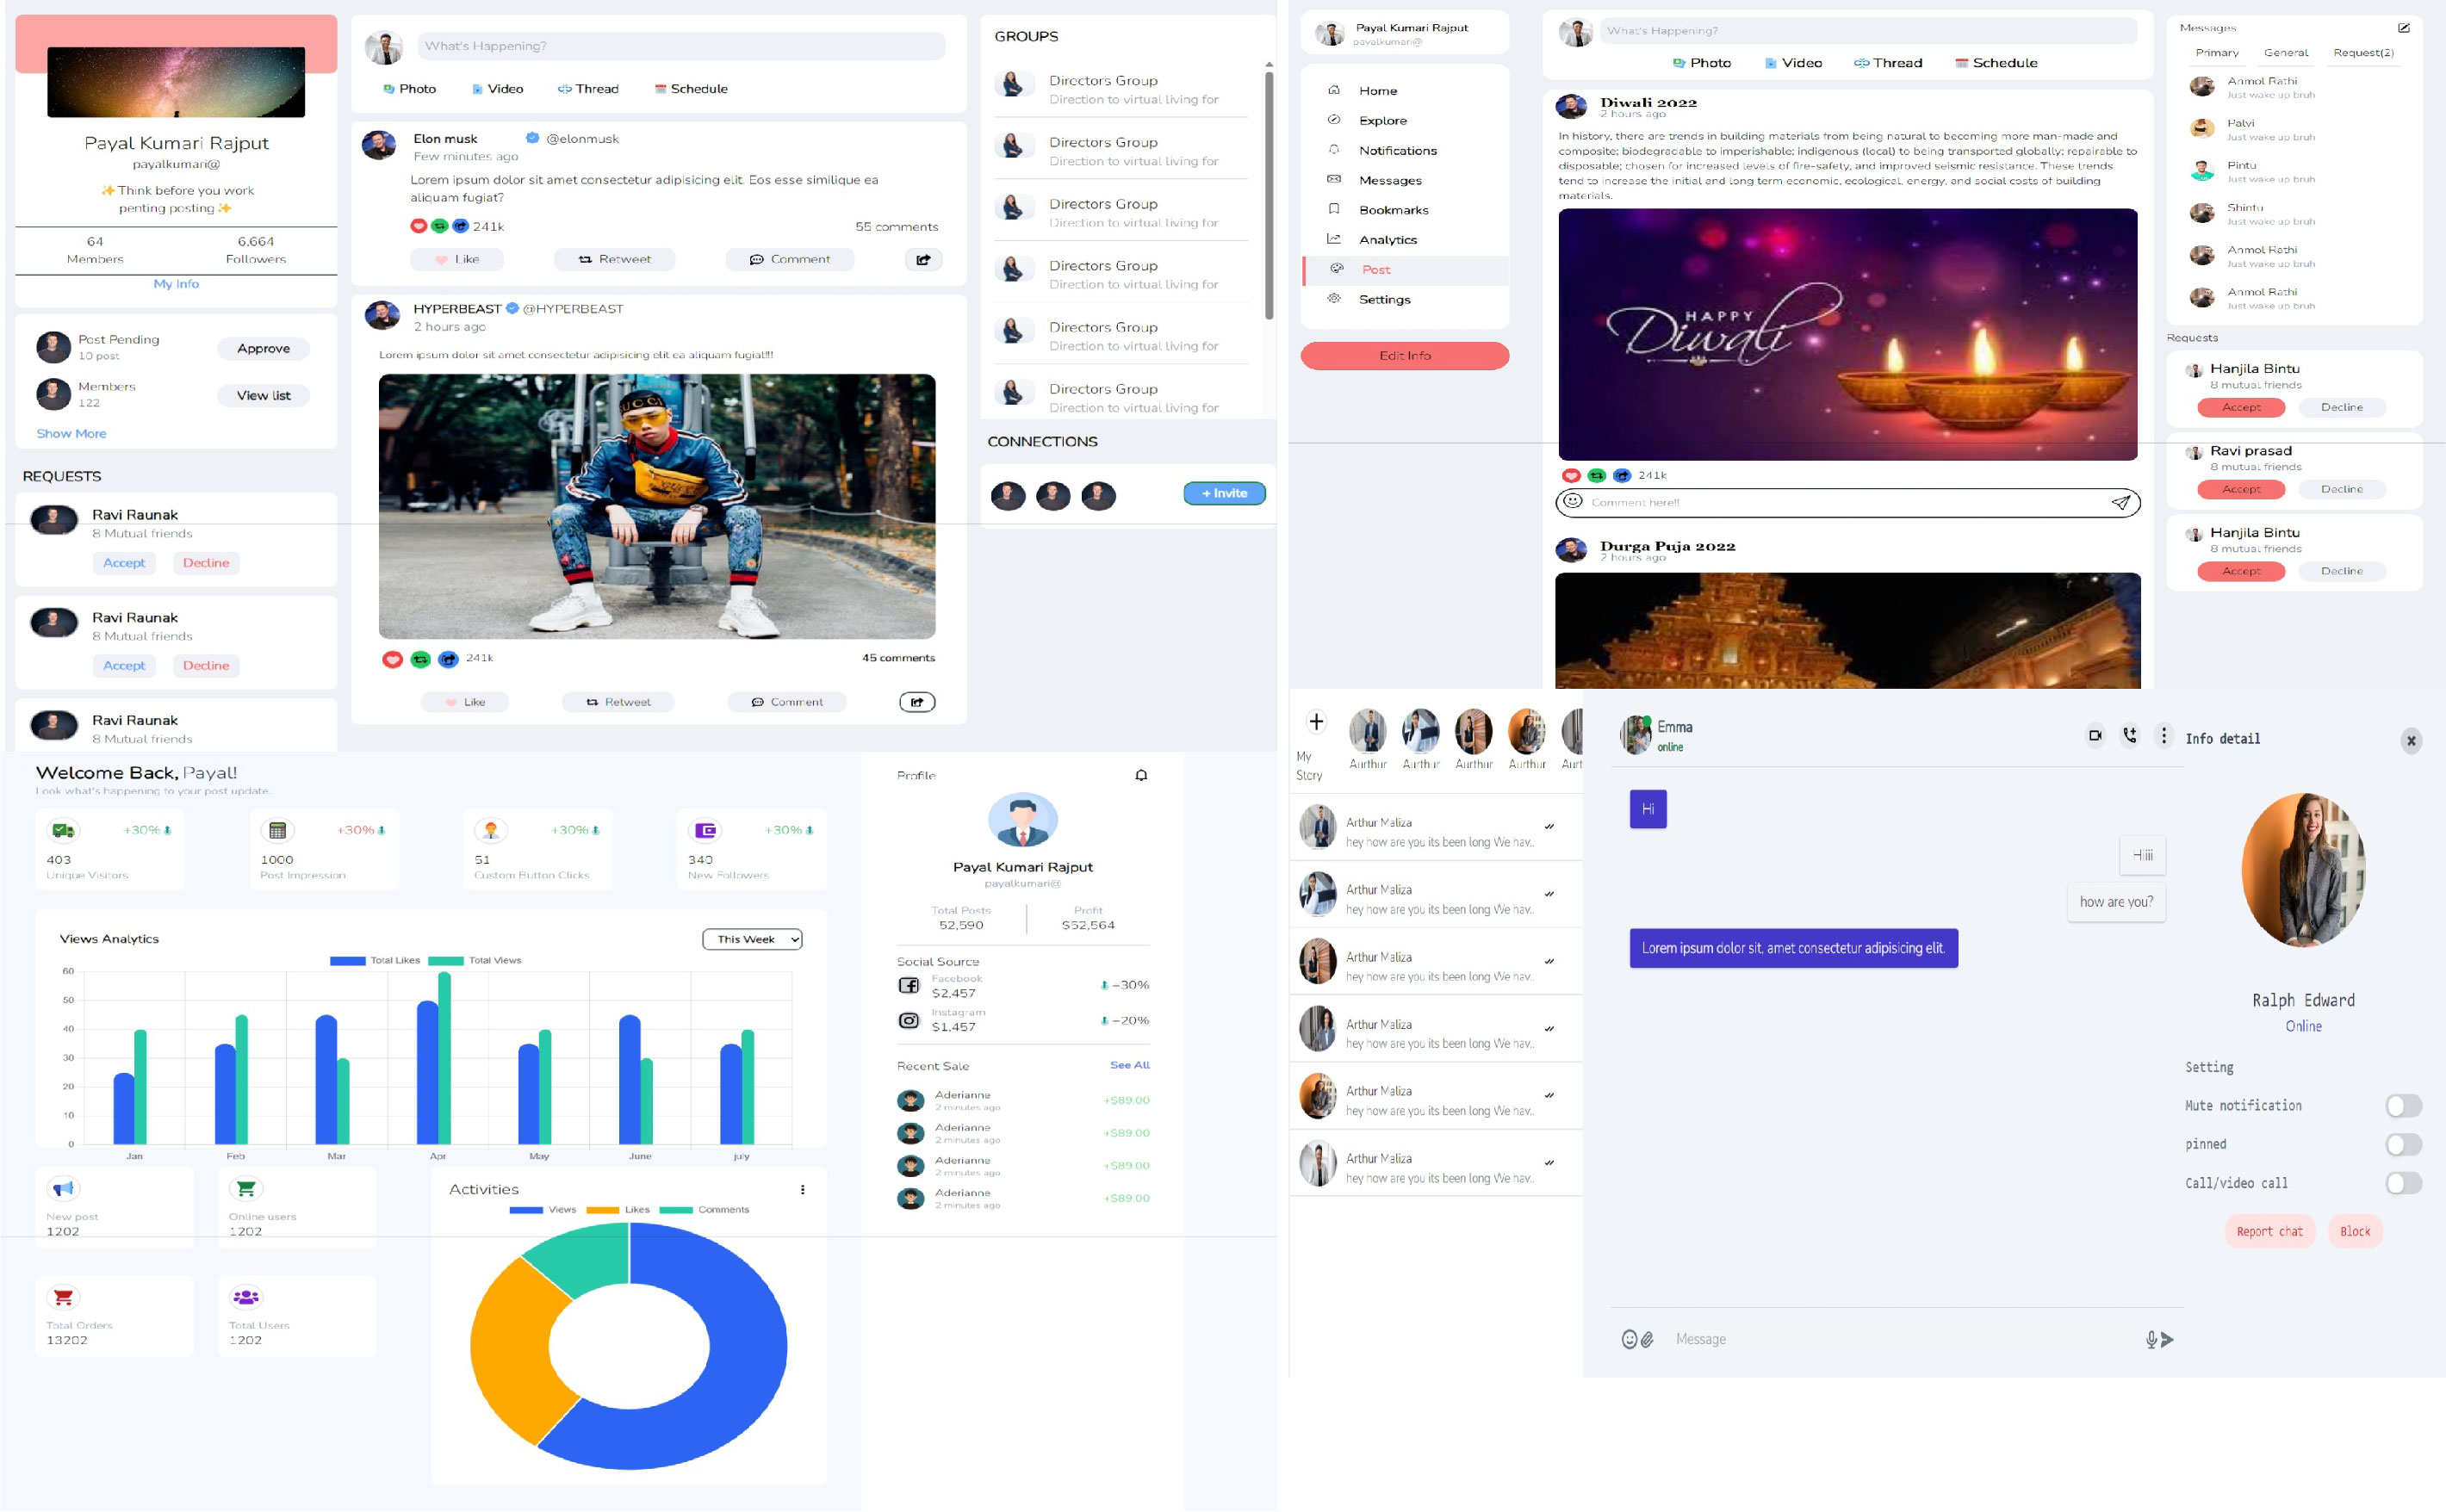 Payal Kumari Rajput
payalkumari@
✨Think before you work
penting posting✨
64 6,664
Members Followers
My Info
Post Pending
10 post
Approve
Members
122
View list
Show More
REQUESTS
Ravi Raunak
8 Mutual friends
Accept Decline
Ravi Raunak
8 Mutual friends
Accept Decline
Ravi Raunak
8 Mutual friends
What's Happening?
Photo Video Thread Schedule
Elon musk @elonmusk
Few minutes ago
Lorem ipsum dolor sit amet consectetur adipisicing elit. Eos esse similique ea
aliquam fugiat?
241k 55 comments
Like Retweet Comment
HYPERBEAST @HYPERBEAST
2 hours ago
Lorem ipsum dolor sit amet consectetur adipisicing elit ea aliquam fugiat!!!
GUCCI
241k 45 comments
Like Retweet Comment
GROUPS
Directors Group
Direction to virtual living for
Directors Group
Direction to virtual living for
Directors Group
Direction to virtual living for
Directors Group
Direction to virtual living for
Directors Group
Direction to virtual living for
Directors Group
Direction to virtual living for
CONNECTIONS
+ Invite
Payal Kumari Rajput
payalkumari@
Home
Explore
Notifications
Messages
Bookmarks
Analytics
Post
Settings
Edit Info
What's Happening?
Photo Video Thread Schedule
Diwali 2022
2 hours ago
In history, there are trends in building materials from being natural to becoming more man-made and
composite; biodegradable to imperishable; indigenous (local) to being transported globally; repairable to
disposable; chosen for increased levels of fire-safety, and improved seismic resistance. These trends
tend to increase the initial and long term economic, ecological, energy, and social costs of building
materials.
HAPPY
Diwali
241k
Comment here!!
Durga Puja 2022
2 hours ago
Messages
Primary General Request(2)
Anmol Rathi
Just wake up bruh
Palvi
Just wake up bruh
Pintu
Just wake up bruh
Shintu
Just wake up bruh
Anmol Rathi
Just wake up bruh
Anmol Rathi
Just wake up bruh
Requests
Hanjila Bintu
8 mutual friends
Accept Decline
Ravi prasad
8 mutual friends
Accept Decline
Hanjila Bintu
8 mutual friends
Accept Decline
Welcome Back, Payal!
Look what's happening to your post update.
+30%
403
Unique Visitors
+30%
1000
Post Impression
+30%
51
Custom Button Clicks
+30%
340
New Followers
Views Analytics This Week
Total Likes Total Views
60
50
40
30
20
10
0
Jan Feb Mar Apr May June july
New post
1202
Online users
1202
Total Orders
13202
Total Users
1202
Activities
Views Likes Comments
Profile
Payal Kumari Rajput
payalkumari@
Total Posts Profit
52,590 $52,564
Social Source
Facebook
$2,457 -30%
Instagram
$1,457 -20%
Recent Sale See All
Aderianne
2 minutes ago +$89.00
Aderianne
2 minutes ago +$89.00
Aderianne
2 minutes ago +$89.00
Aderianne
2 minutes ago +$89.00
My
Story
Aurthur Aurthur Aurthur Aurthur Aurt
Arthur Maliza
hey how are you its been long We hav..
Arthur Maliza
hey how are you its been long We hav..
Arthur Maliza
hey how are you its been long We hav..
Arthur Maliza
hey how are you its been long We hav..
Arthur Maliza
hey how are you its been long We hav..
Arthur Maliza
hey how are you its been long We hav..
Emma
online
Hi
Hiiii
how are you?
Lorem ipsum dolor sit, amet consectetur adipisicing elit.
Message
Info detail
Ralph Edward
Online
Setting
Mute notification
pinned
Call/video call
Report chat Block